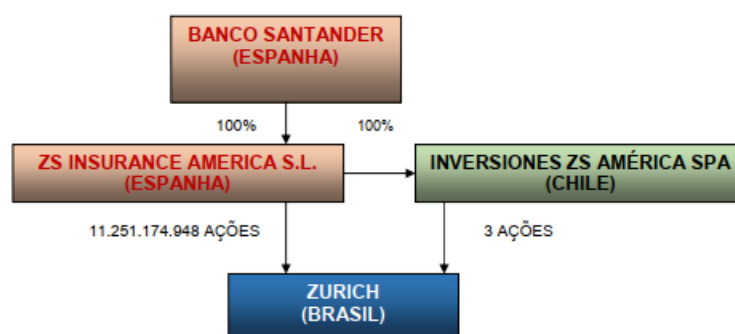 BANCO SANTANDER
(ESPANHA)
100%
100%
ZS INSURANCE AMERICA S.L.
(ESPANHA)
INVERSIONES ZS AMÉRICA SPA
(CHILE)
11.251.174.948 AÇÕES
3 AÇÕES
ZURICH
(BRASIL)